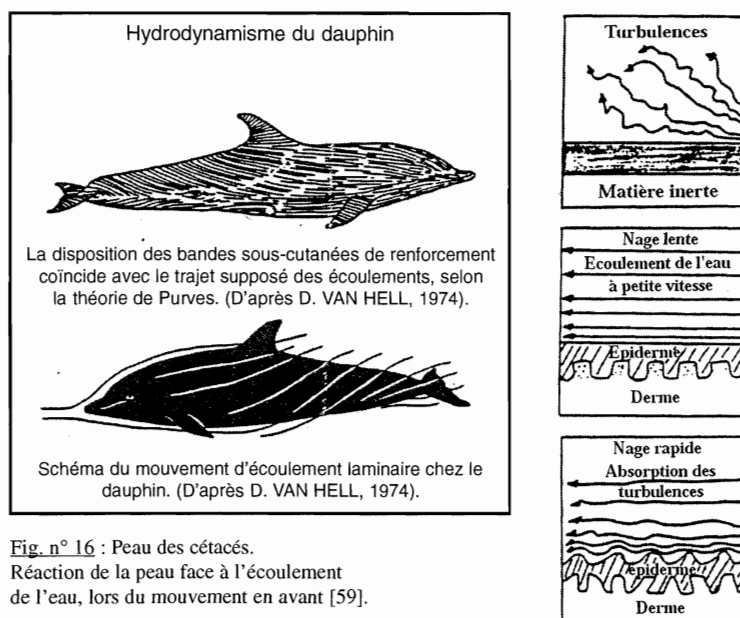 Hydrodynamisme du dauphin
La disposition des bandes sous-cutanées de renforcement
coïncide avec le trajet supposé des écoulements, selon
la théorie de Purves. (D'après D. VAN HELL, 1974).
Schéma du mouvement d'écoulement laminaire chez le
dauphin. (D'après D. VAN HELL, 1974).
Fig. n° 16 : Peau des cétacés.
Réaction de la peau face à l'écoulement
de l'eau, lors du mouvement en avant [59].
Turbulences
Matière inerte
Nage lente
Ecoulement de l'eau
à petite vitesse
Epiderme
Derme
Nage rapide
Absorption des
turbulences
épiderme
Derme